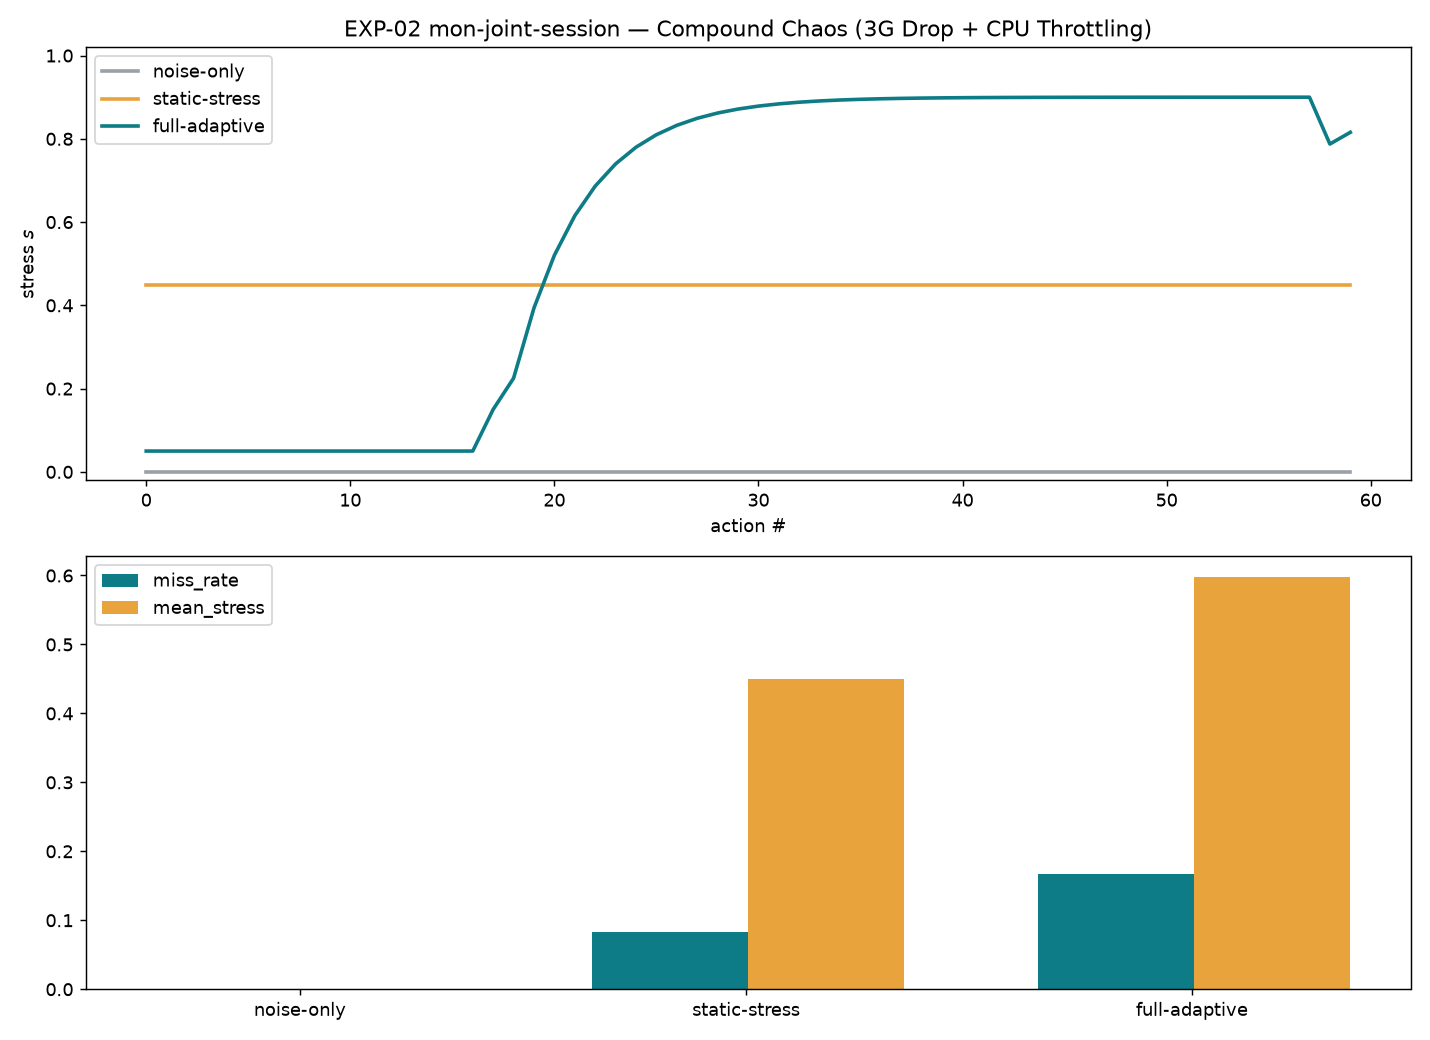 EXP-02 mon-joint-session — Compound Chaos (3G Drop + CPU Throttling)
noise-only
static-stress
full-adaptive
1.0
0.8
0.6
0.4
0.2
0.0
stress s
0 10 20 30 40 50 60
action #
miss_rate
mean_stress
0.6
0.5
0.4
0.3
0.2
0.1
0.0
noise-only static-stress full-adaptive